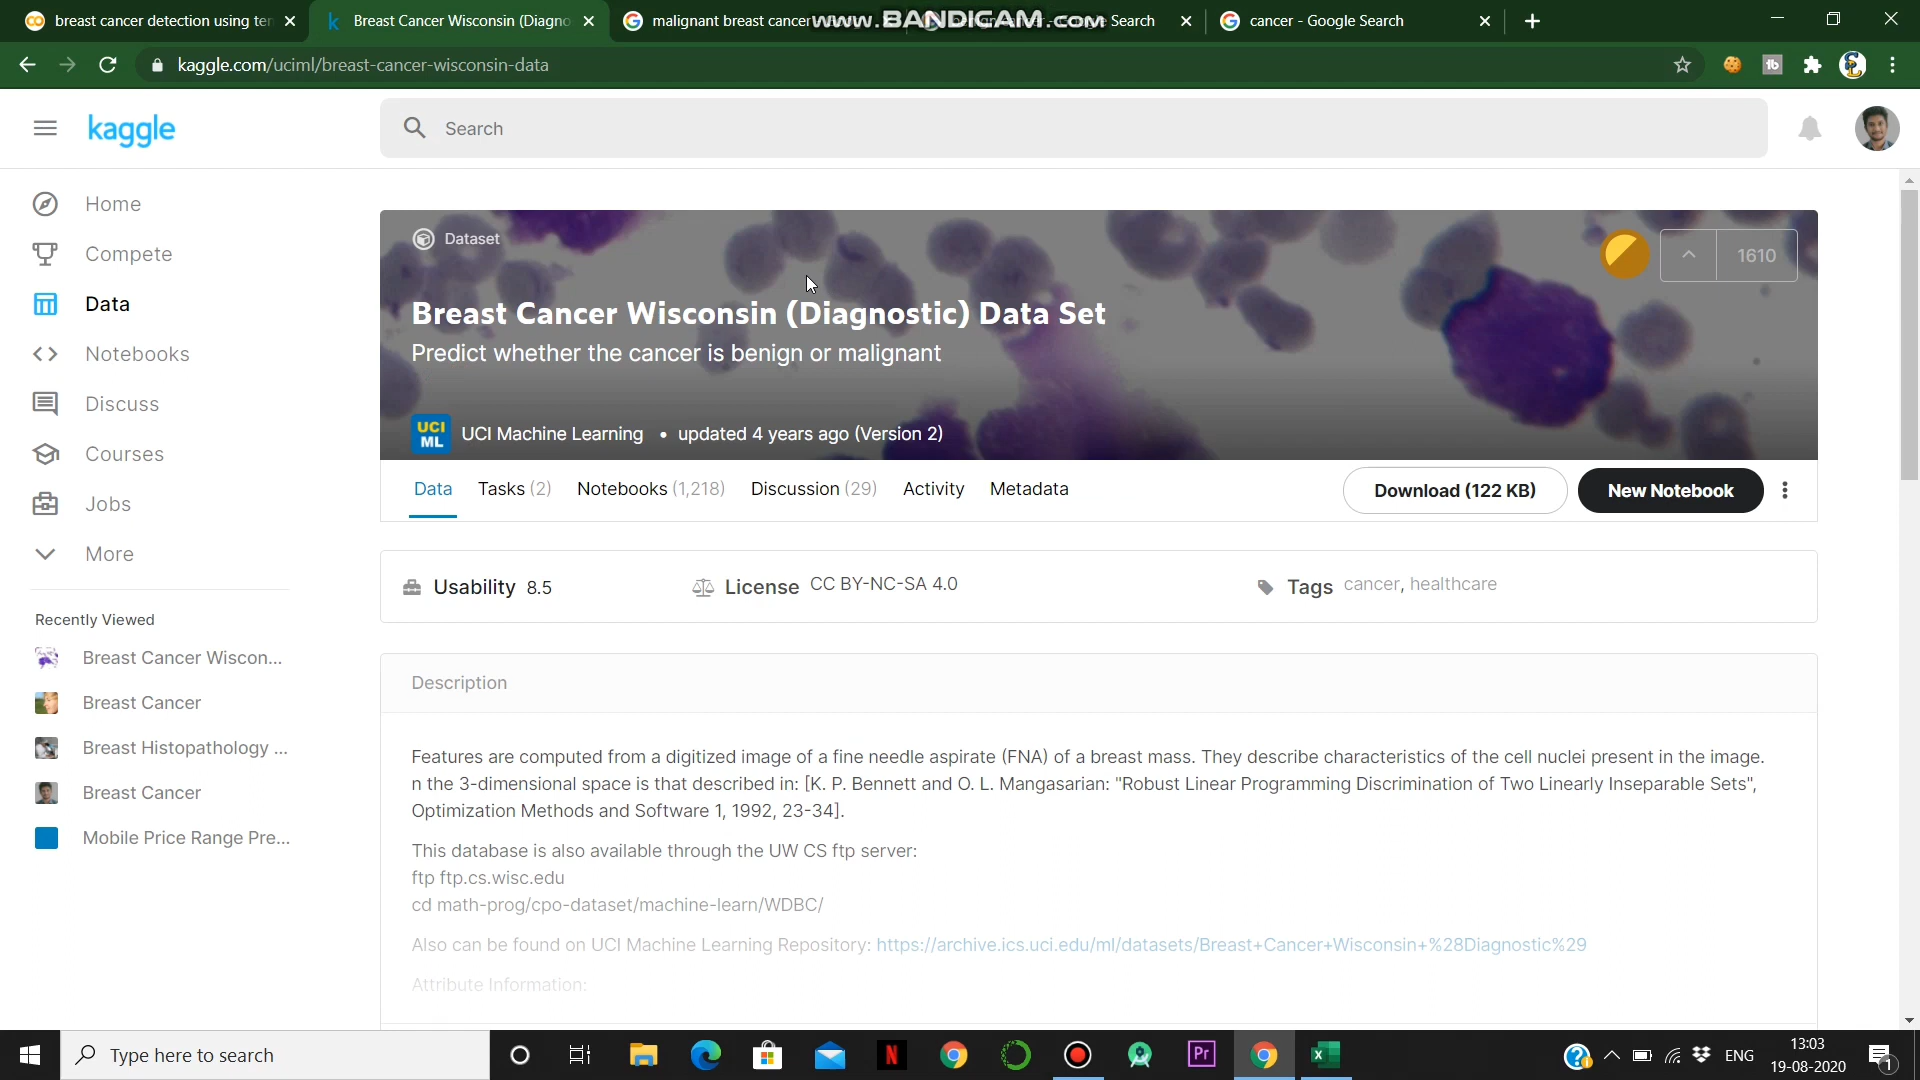 breast cancer detection using ten
Breast Cancer Wisconsin (Diagno
malignant breast cancer
Search
cancer - Google Search
www.BANDICAM.com
kaggle.com/uciml/breast-cancer-wisconsin-data
kaggle
Search
Home
Compete
Data
Notebooks
Discuss
Courses
Jobs
More
Recently Viewed
Breast Cancer Wiscon...
Breast Cancer
Breast Histopathology ...
Breast Cancer
Mobile Price Range Pre...
Dataset
1610
Breast Cancer Wisconsin (Diagnostic) Data Set
Predict whether the cancer is benign or malignant
UCI ML
UCI Machine Learning • updated 4 years ago (Version 2)
Data Tasks (2) Notebooks (1,218) Discussion (29) Activity Metadata
Download (122 KB)
New Notebook
Usability 8.5
License CC BY-NC-SA 4.0
Tags cancer, healthcare
Description
Features are computed from a digitized image of a fine needle aspirate (FNA) of a breast mass. They describe characteristics of the cell nuclei present in the image.
n the 3-dimensional space is that described in: [K. P. Bennett and O. L. Mangasarian: "Robust Linear Programming Discrimination of Two Linearly Inseparable Sets",
Optimization Methods and Software 1, 1992, 23-34].
This database is also available through the UW CS ftp server:
ftp ftp.cs.wisc.edu
cd math-prog/cpo-dataset/machine-learn/WDBC/
Also can be found on UCI Machine Learning Repository: https://archive.ics.uci.edu/ml/datasets/Breast+Cancer+Wisconsin+%28Diagnostic%29
Attribute Information:
Type here to search
Pr
ENG
13:03
19-08-2020
1